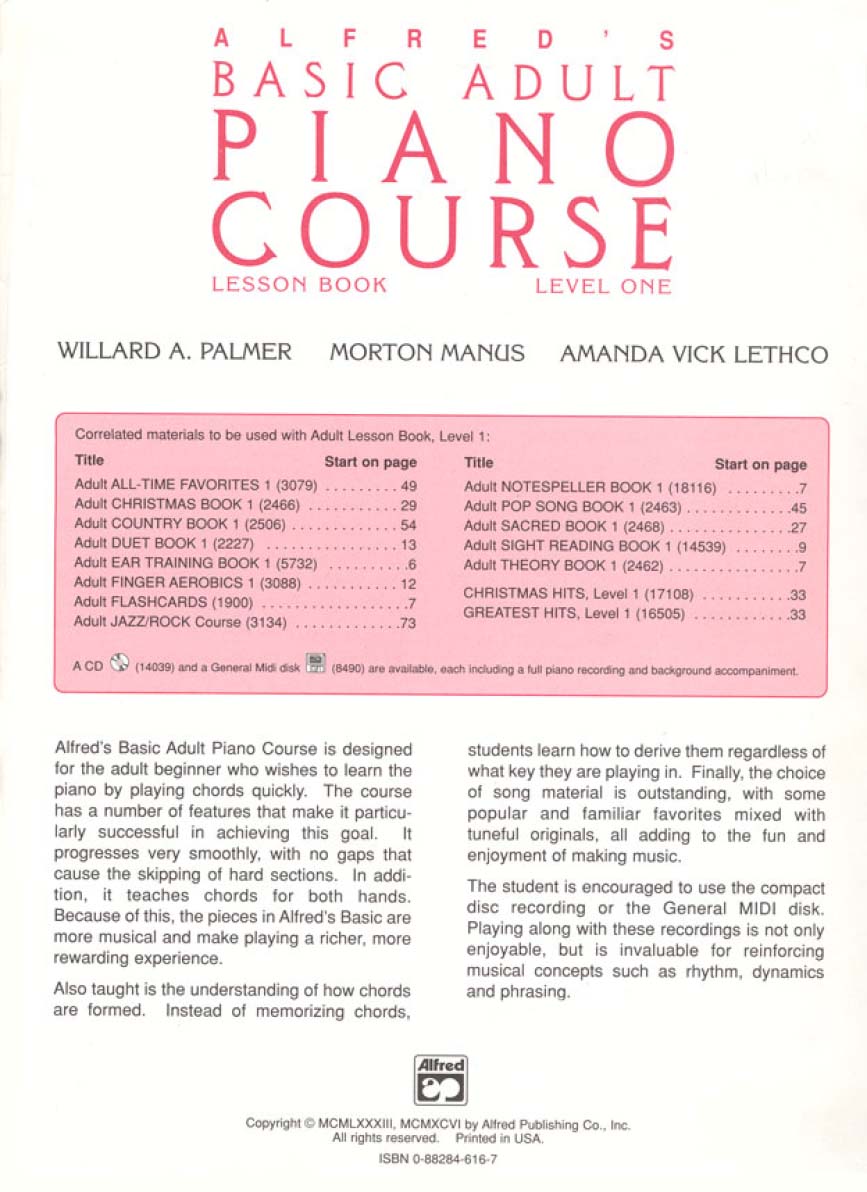 ALFRED'S
BASIC ADULT
PIANO
COURSE
LESSON BOOK LEVEL ONE
WILLARD A. PALMER MORTON MANUS AMANDA VICK LETHCO
Correlated materials to be used with Adult Lesson Book, Level 1:
Title Start on page
Adult ALL-TIME FAVORITES 1 (3079) . . . . . . . . . 49
Adult CHRISTMAS BOOK 1 (2466) . . . . . . . . . . . 29
Adult COUNTRY BOOK 1 (2506) . . . . . . . . . . . . 54
Adult DUET BOOK 1 (2227) . . . . . . . . . . . . . . . 13
Adult EAR TRAINING BOOK 1 (5732) . . . . . . . . . .6
Adult FINGER AEROBICS 1 (3088) . . . . . . . . . . . 12
Adult FLASHCARDS (1900) . . . . . . . . . . . . . . . . .7
Adult JAZZ/ROCK Course (3134) . . . . . . . . . . . . .73
Title Start on page
Adult NOTESPELLER BOOK 1 (18116) . . . . . . . . .7
Adult POP SONG BOOK 1 (2463) . . . . . . . . . . . . .45
Adult SACRED BOOK 1 (2468) . . . . . . . . . . . . . . .27
Adult SIGHT READING BOOK 1 (14539) . . . . . . . .9
Adult THEORY BOOK 1 (2462) . . . . . . . . . . . . . . . .7
CHRISTMAS HITS, Level 1 (17108) . . . . . . . . . . .33
GREATEST HITS, Level 1 (16505) . . . . . . . . . . . .33
A CD (14039) and a General Midi disk (8490) are available, each including a full piano recording and background accompaniment.
Alfred's Basic Adult Piano Course is designed
for the adult beginner who wishes to learn the
piano by playing chords quickly. The course
has a number of features that make it particu-
larly successful in achieving this goal. It
progresses very smoothly, with no gaps that
cause the skipping of hard sections. In addi-
tion, it teaches chords for both hands.
Because of this, the pieces in Alfred's Basic are
more musical and make playing a richer, more
rewarding experience.
Also taught is the understanding of how chords
are formed. Instead of memorizing chords,
students learn how to derive them regardless of
what key they are playing in. Finally, the choice
of song material is outstanding, with some
popular and familiar favorites mixed with
tuneful originals, all adding to the fun and
enjoyment of making music.
The student is encouraged to use the compact
disc recording or the General MIDI disk.
Playing along with these recordings is not only
enjoyable, but is invaluable for reinforcing
musical concepts such as rhythm, dynamics
and phrasing.
Alfred
Copyright © MCMLXXXIII, MCMXCVI by Alfred Publishing Co., Inc.
All rights reserved. Printed in USA.
ISBN 0-88284-616-7